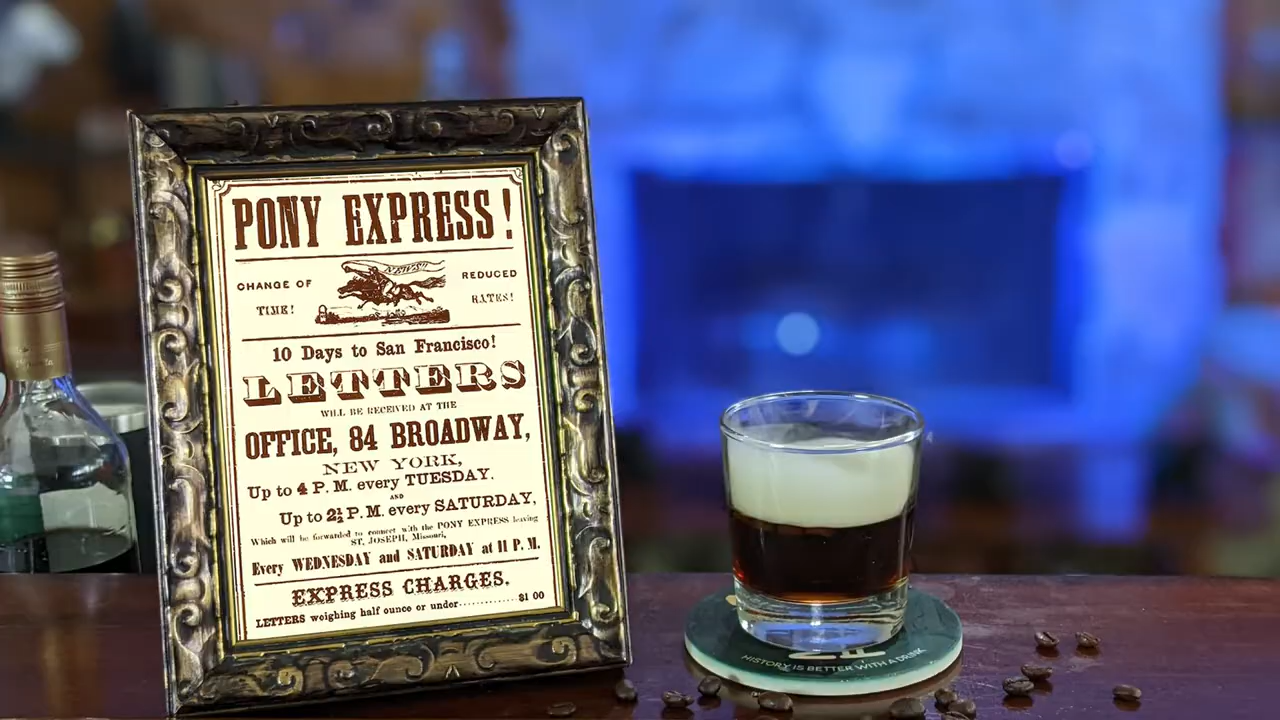 PONY EXPRESS!
NEWS!!
CHANGE OF
TIME!
REDUCED
RATES!
10 Days to San Francisco!
LETTERS
WILL BE RECEIVED AT THE
OFFICE, 84 BROADWAY,
NEW YORK,
Up to 4 P. M. every TUESDAY.
AND
Up to 2½ P. M. every SATURDAY,
Which will be forwarded to connect with the PONY EXPRESS leaving
ST. JOSEPH, Missouri,
Every WEDNESDAY and SATURDAY at 11 P. M.
EXPRESS CHARGES.
LETTERS weighing half ounce or under............$1 00
HISTORY IS BETTER WITH A DRINK